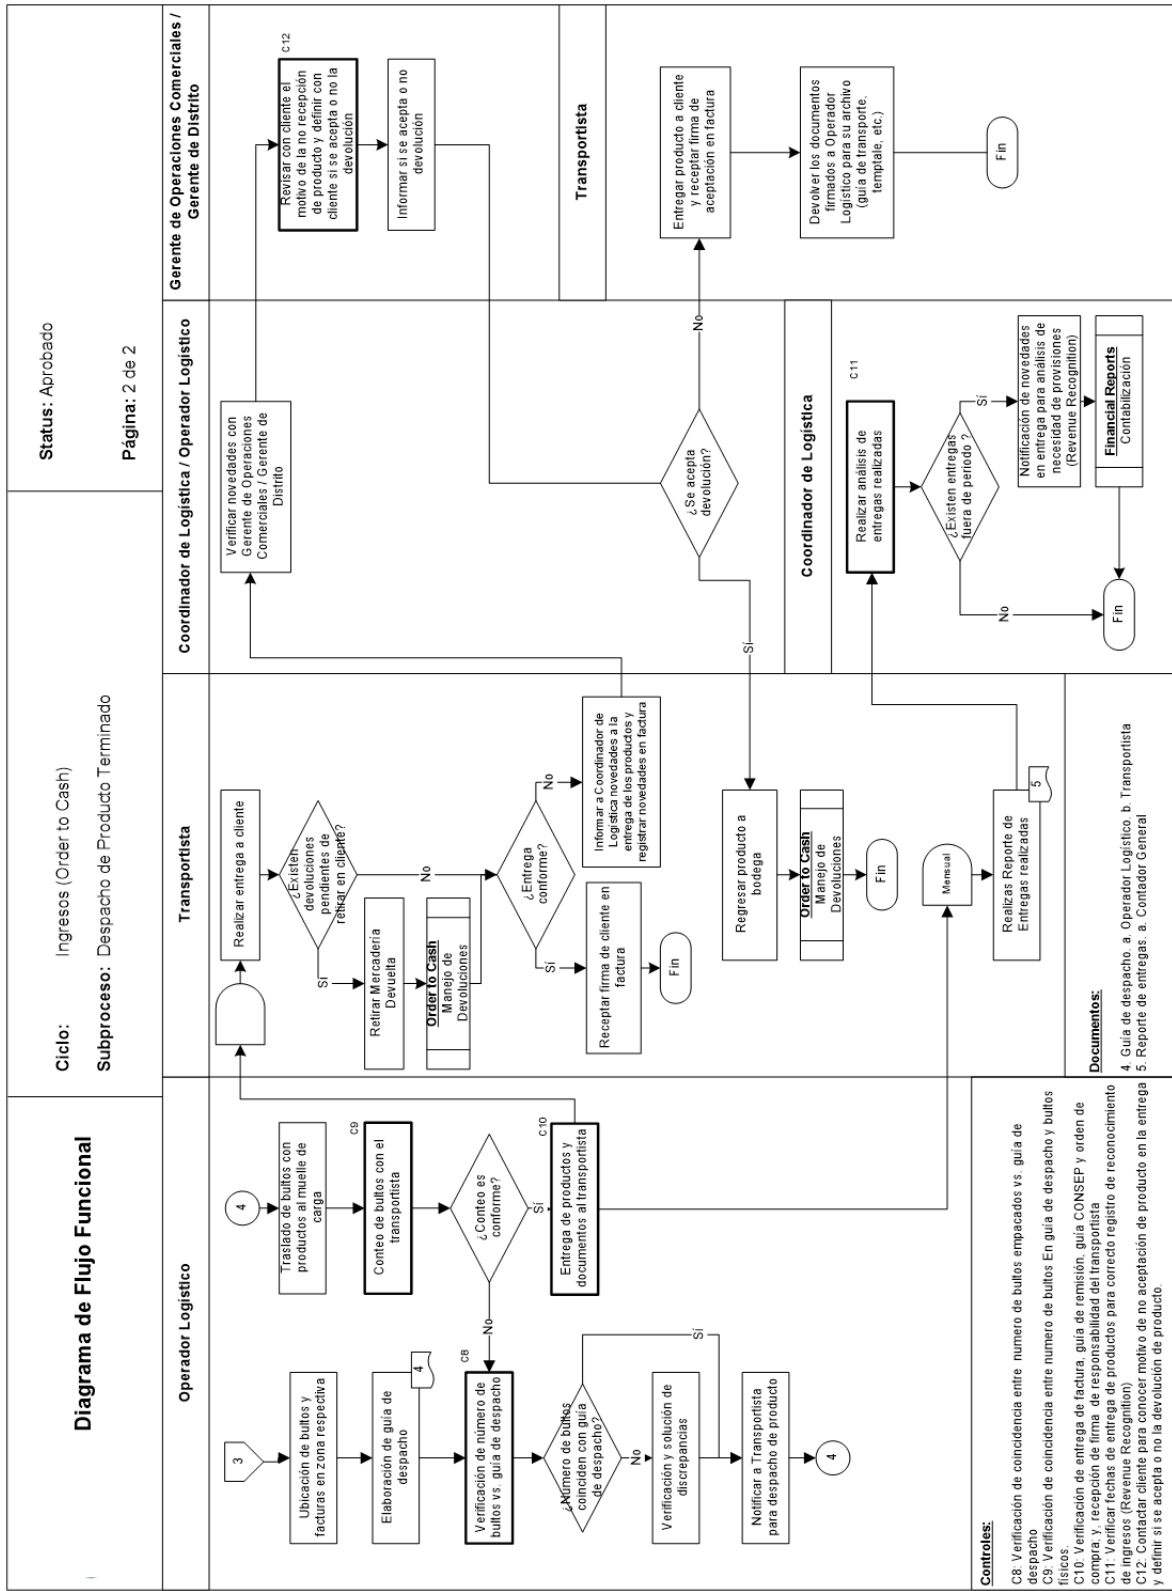 Diagrama de Flujo Funcional
Ciclo: Ingresos (Order to Cash)
Subproceso: Despacho de Producto Terminado
Status: Aprobado
Página: 2 de 2
Operador Logístico
3
Ubicación de bultos y
facturas en zona respectiva
Elaboración de guía de
despacho
4
C8
Verificación de número de
bultos vs. guía de despacho
¿Número de bultos
coinciden con guía
de despacho?
Sí
No
Verificación y solución de
discrepancias
Notificar a Transportista
para despacho de producto
4
4
Traslado de bultos con
productos al muelle de
carga
C9
Conteo de bultos con el
transportista
¿Conteo es
conforme?
No
Sí
C10
Entrega de productos y
documentos al transportista
Transportista
Realizar entrega a cliente
¿Existen
devoluciones
pendientes de
retirar en cliente?
Sí
No
Retirar Mercadería
Devuelta
Order to Cash
Manejo de
Devoluciones
¿Entrega
conforme?
Sí
No
Receptar firma de cliente en
factura
Fin
Informar a Coordinador de
Logística novedades a la
entrega de los productos y
registrar novedades en factura
Regresar producto a
bodega
Order to Cash
Manejo de
Devoluciones
Fin
Mensual
Realizas Reporte de
Entregas realizadas
5
Coordinador de Logística / Operador Logístico
Verificar novedades con
Gerente de Operaciones
Comerciales / Gerente de
Distrito
¿Se acepta
devolución?
Sí
No
Coordinador de Logística
C11
Realizar análisis de
entregas realizadas
¿Existen entregas
fuera de periodo ?
Sí
No
Notificación de novedades
en entrega para análisis de
necesidad de provisiones
(Revenue Recognition)
Financial Reports
Contabilización
Fin
Gerente de Operaciones Comerciales /
Gerente de Distrito
C12
Revisar con cliente el
motivo de la no recepción
de producto y definir con
cliente si se acepta o no la
devolución
Informar si se acepta o no
devolución
Transportista
Entregar producto a cliente
y receptar firma de
aceptación en factura
Devolver los documentos
firmados a Operador
Logístico para su archivo
(guía de transporte,
temptale, etc.)
Fin
Controles:
C8: Verificación de coincidencia entre numero de bultos empacados vs. guía de
despacho
C9: Verificación de coincidencia entre numero de bultos En guía de despacho y bultos
físicos.
C10: Verificación de entrega de factura, guía de remisión, guía CONSEP y orden de
compra; y, recepción de firma de responsabilidad del transportista
C11: Verificar fechas de entrega de productos para correcto registro de reconocimiento
de ingresos (Revenue Recognition)
C12: Contactar cliente para conocer motivo de no aceptación de producto en la entrega
y definir si se acepta o no la devolución de producto.
Documentos:
4. Guía de despacho. a. Operador Logístico. b. Transportista
5. Reporte de entregas. a. Contador General